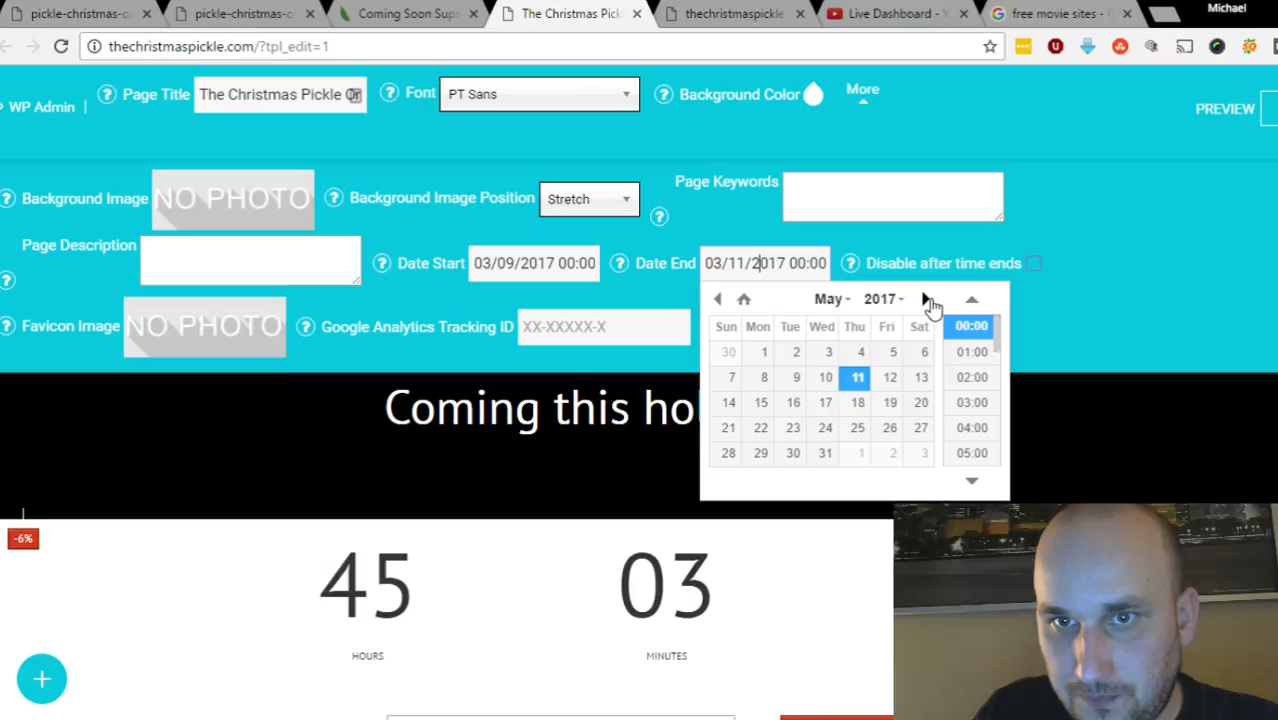 pickle-christmas-o
pickle-christmas-o
Coming Soon Sup
The Christmas Pick
thechristmaspickle
Live Dashboard - Y
free movie sites - G
Michael
thechristmaspickle.com/?tpl_edit=1
WP Admin
? Page Title The Christmas Pickle Or
? Font PT Sans
? Background Color
More
PREVIEW
? Background Image NO PHOTO
? Background Image Position Stretch
?
Page Keywords
Page Description
?
? Date Start 03/09/2017 00:00
? Date End 03/11/2017 00:00
? Disable after time ends
? Favicon Image NO PHOTO
? Google Analytics Tracking ID XX-XXXXX-X
May 2017
Sun Mon Tue Wed Thu Fri Sat
30 1 2 3 4 5 6
7 8 9 10 11 12 13
14 15 16 17 18 19 20
21 22 23 24 25 26 27
28 29 30 31 1 2 3
00:00
01:00
02:00
03:00
04:00
05:00
Coming this ho
-6%
45
HOURS
03
MINUTES
+